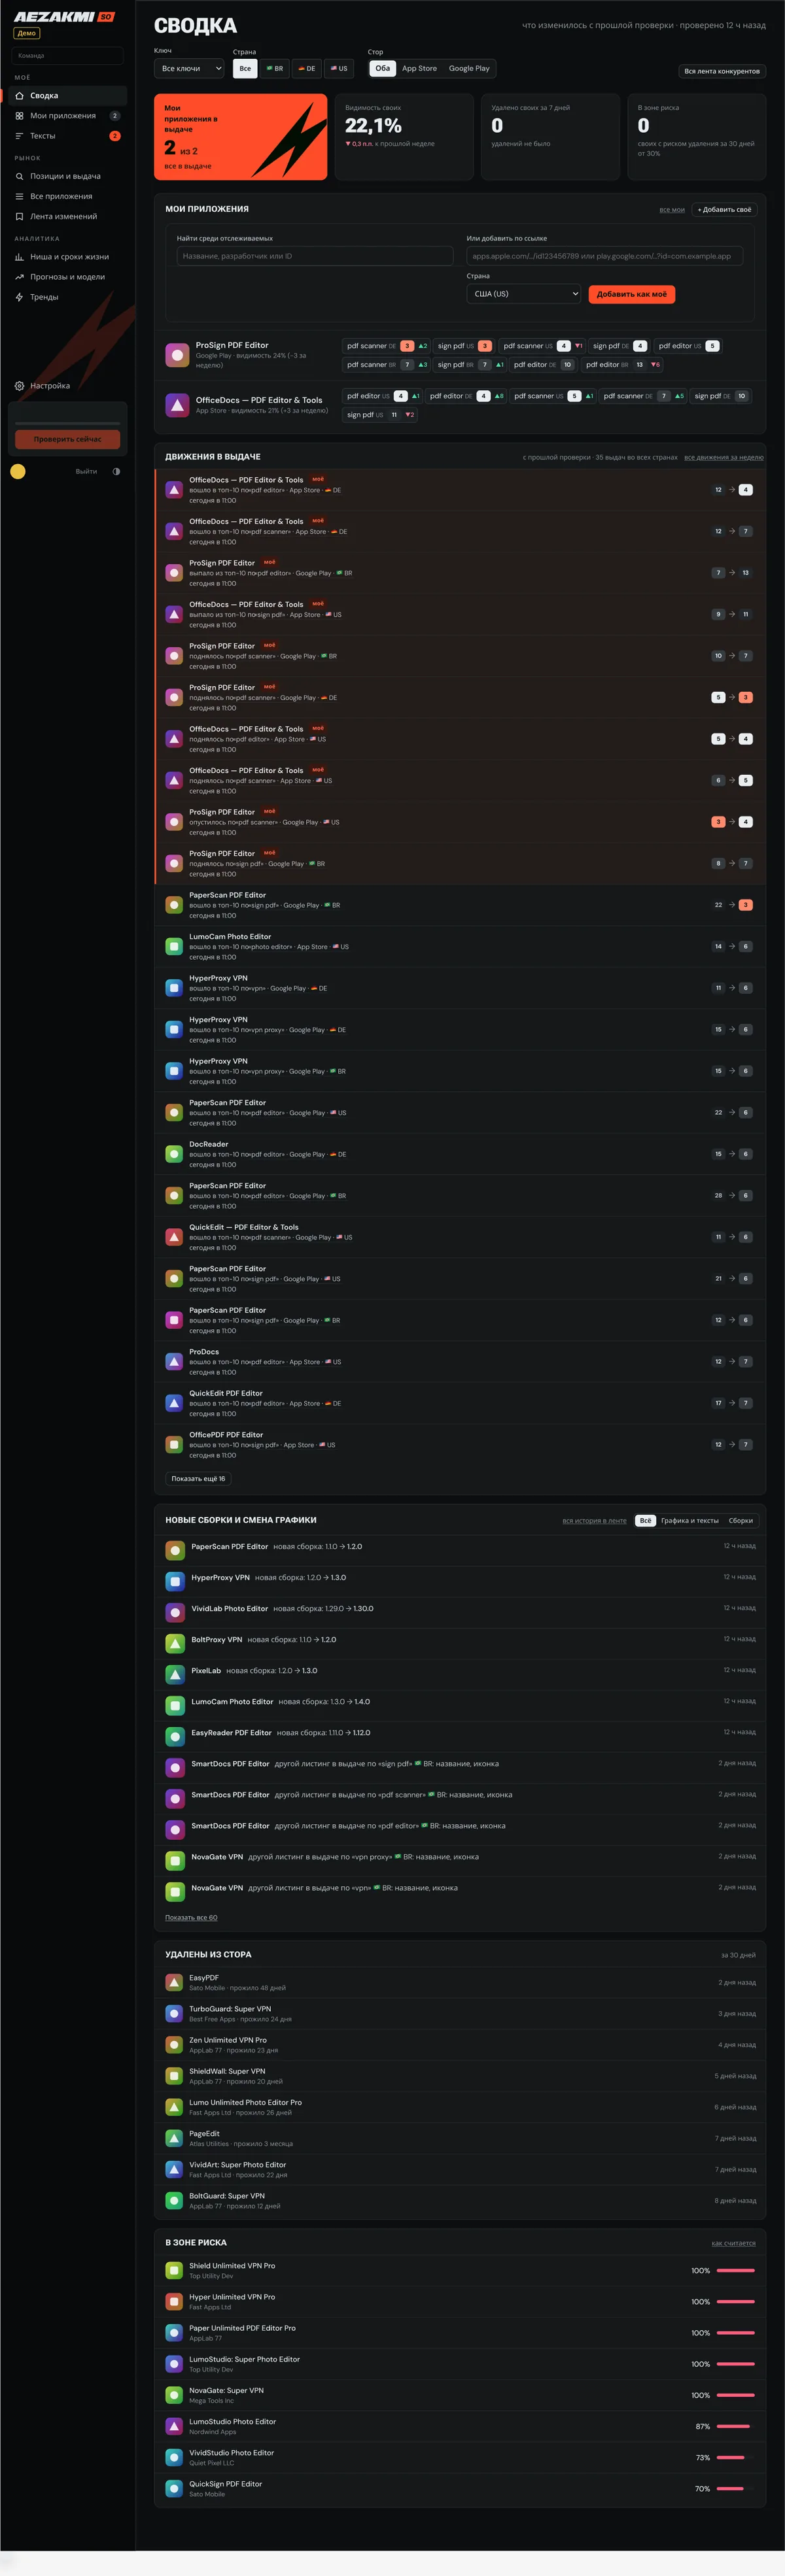 AEZAKMI SO
Демо
Команда
МОЁ
Сводка
Мои приложения 2
Тексты 2
РЫНОК
Позиции и выдача
Все приложения
Лента изменений
АНАЛИТИКА
Ниша и сроки жизни
Прогнозы и модели
Тренды
Настройка
Проверить сейчас
Выйти
СВОДКА
что изменилось с прошлой проверки · проверено 12 ч назад
Ключ
Все ключи
Страна
Все BR DE US
Стор
Оба App Store Google Play
Вся лента конкурентов
Мои приложения в выдаче
2 из 2
все в выдаче
Видимость своих
22,1%
▼ 0,3 п.п. к прошлой неделе
Удалено своих за 7 дней
0
удалений не было
В зоне риска
0
своих с риском удаления за 30 дней от 30%
МОИ ПРИЛОЖЕНИЯ
все мои
+ Добавить своё
Найти среди отслеживаемых
Название, разработчик или ID
Или добавить по ссылке
apps.apple.com/../id123456789 или play.google.com/..?id=com.example.app
Страна
США (US)
Добавить как моё
ProSign PDF Editor
Google Play · видимость 24% (−3 за неделю)
pdf scanner DE 3 ▲2 sign pdf US 3 pdf scanner US 4 ▼1 sign pdf DE 4 pdf editor US 5
pdf scanner BR 7 ▲3 sign pdf BR 7 ▲1 pdf editor DE 10 pdf editor BR 13 ▼6
OfficeDocs — PDF Editor & Tools
App Store · видимость 21% (+3 за неделю)
pdf editor US 4 ▲1 pdf editor DE 4 ▲8 pdf scanner US 5 ▲1 pdf scanner DE 7 ▲5 sign pdf DE 10
sign pdf US 11 ▼2
ДВИЖЕНИЯ В ВЫДАЧЕ
с прошлой проверки · 35 выдач во всех странах все движения за неделю
OfficeDocs — PDF Editor & Tools моё
вошло в топ-10 по«pdf editor» · App Store · DE
сегодня в 11:00
12 → 4
OfficeDocs — PDF Editor & Tools моё
вошло в топ-10 по«pdf scanner» · App Store · DE
сегодня в 11:00
12 → 7
ProSign PDF Editor моё
выпало из топ-10 по«pdf editor» · Google Play · BR
сегодня в 11:00
7 → 13
OfficeDocs — PDF Editor & Tools моё
выпало из топ-10 по«sign pdf» · App Store · US
сегодня в 11:00
9 → 11
ProSign PDF Editor моё
поднялось по«pdf scanner» · Google Play · BR
сегодня в 11:00
10 → 7
ProSign PDF Editor моё
поднялось по«pdf scanner» · Google Play · DE
сегодня в 11:00
5 → 3
OfficeDocs — PDF Editor & Tools моё
поднялось по«pdf editor» · App Store · US
сегодня в 11:00
5 → 4
OfficeDocs — PDF Editor & Tools моё
поднялось по«pdf scanner» · App Store · US
сегодня в 11:00
6 → 5
ProSign PDF Editor моё
опустилось по«pdf scanner» · Google Play · US
сегодня в 11:00
3 → 4
ProSign PDF Editor моё
поднялось по«sign pdf» · Google Play · BR
сегодня в 11:00
8 → 7
PaperScan PDF Editor
вошло в топ-10 по«sign pdf» · Google Play · BR
сегодня в 11:00
22 → 3
LumoCam Photo Editor
вошло в топ-10 по«photo editor» · App Store · US
сегодня в 11:00
14 → 6
HyperProxy VPN
вошло в топ-10 по«vpn» · Google Play · DE
сегодня в 11:00
11 → 6
HyperProxy VPN
вошло в топ-10 по«vpn proxy» · Google Play · DE
сегодня в 11:00
15 → 6
HyperProxy VPN
вошло в топ-10 по«vpn proxy» · Google Play · BR
сегодня в 11:00
15 → 6
PaperScan PDF Editor
вошло в топ-10 по«pdf editor» · Google Play · US
сегодня в 11:00
22 → 6
DocReader
вошло в топ-10 по«pdf editor» · Google Play · DE
сегодня в 11:00
15 → 6
PaperScan PDF Editor
вошло в топ-10 по«pdf editor» · Google Play · BR
сегодня в 11:00
28 → 6
QuickEdit — PDF Editor & Tools
вошло в топ-10 по«pdf scanner» · Google Play · US
сегодня в 11:00
11 → 6
PaperScan PDF Editor
вошло в топ-10 по«sign pdf» · Google Play · US
сегодня в 11:00
21 → 6
PaperScan PDF Editor
вошло в топ-10 по«sign pdf» · Google Play · BR
сегодня в 11:00
12 → 6
ProDocs
вошло в топ-10 по«pdf editor» · App Store · US
сегодня в 11:00
12 → 7
QuickEdit PDF Editor
вошло в топ-10 по«pdf editor» · App Store · DE
сегодня в 11:00
17 → 7
OfficePDF PDF Editor
вошло в топ-10 по«sign pdf» · App Store · US
сегодня в 11:00
12 → 7
Показать ещё 16
НОВЫЕ СБОРКИ И СМЕНА ГРАФИКИ
вся история в ленте
Всё Графика и тексты Сборки
PaperScan PDF Editor новая сборка: 1.1.0 → 1.2.0 12 ч назад
HyperProxy VPN новая сборка: 1.2.0 → 1.3.0 12 ч назад
VividLab Photo Editor новая сборка: 1.29.0 → 1.30.0 12 ч назад
BoltProxy VPN новая сборка: 1.1.0 → 1.2.0 12 ч назад
PixelLab новая сборка: 1.2.0 → 1.3.0 12 ч назад
LumoCam Photo Editor новая сборка: 1.3.0 → 1.4.0 12 ч назад
EasyReader PDF Editor новая сборка: 1.11.0 → 1.12.0 12 ч назад
SmartDocs PDF Editor другой листинг в выдаче по «sign pdf» BR: название, иконка 2 дня назад
SmartDocs PDF Editor другой листинг в выдаче по «pdf scanner» BR: название, иконка 2 дня назад
SmartDocs PDF Editor другой листинг в выдаче по «pdf editor» BR: название, иконка 2 дня назад
NovaGate VPN другой листинг в выдаче по «vpn proxy» BR: название, иконка 2 дня назад
NovaGate VPN другой листинг в выдаче по «vpn» BR: название, иконка 2 дня назад
Показать все 60
УДАЛЕНЫ ИЗ СТОРА
за 30 дней
EasyPDF
Sato Mobile · прожило 48 дней
2 дня назад
TurboGuard: Super VPN
Best Free Apps · прожило 24 дня
3 дня назад
Zen Unlimited VPN Pro
AppLab 77 · прожило 23 дня
4 дня назад
ShieldWall: Super VPN
AppLab 77 · прожило 20 дней
5 дней назад
Lumo Unlimited Photo Editor Pro
Fast Apps Ltd · прожило 26 дней
6 дней назад
PageEdit
Atlas Utilities · прожило 3 месяца
7 дней назад
VividArt: Super Photo Editor
Fast Apps Ltd · прожило 22 дня
7 дней назад
BoltGuard: Super VPN
AppLab 77 · прожило 12 дней
8 дней назад
В ЗОНЕ РИСКА
как считается
Shield Unlimited VPN Pro
Top Utility Dev
100%
Hyper Unlimited VPN Pro
Fast Apps Ltd
100%
Paper Unlimited PDF Editor Pro
AppLab 77
100%
LumoStudio: Super Photo Editor
Top Utility Dev
100%
NovaGate: Super VPN
Mega Tools Inc
100%
LumoStudio Photo Editor
Nordwind Apps
87%
VividStudio Photo Editor
Quiet Pixel LLC
73%
QuickSign PDF Editor
Sato Mobile
70%